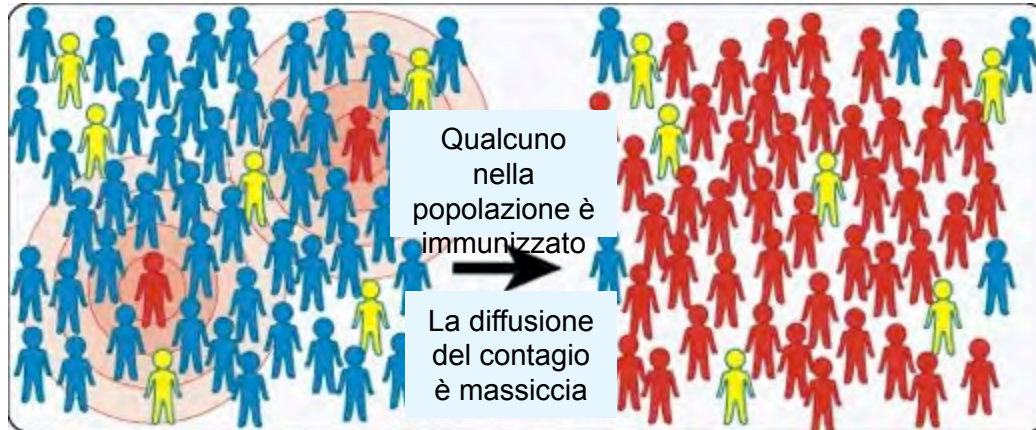 Qualcuno
nella
popolazione è
immunizzato
La diffusione
del contagio
è massiccia